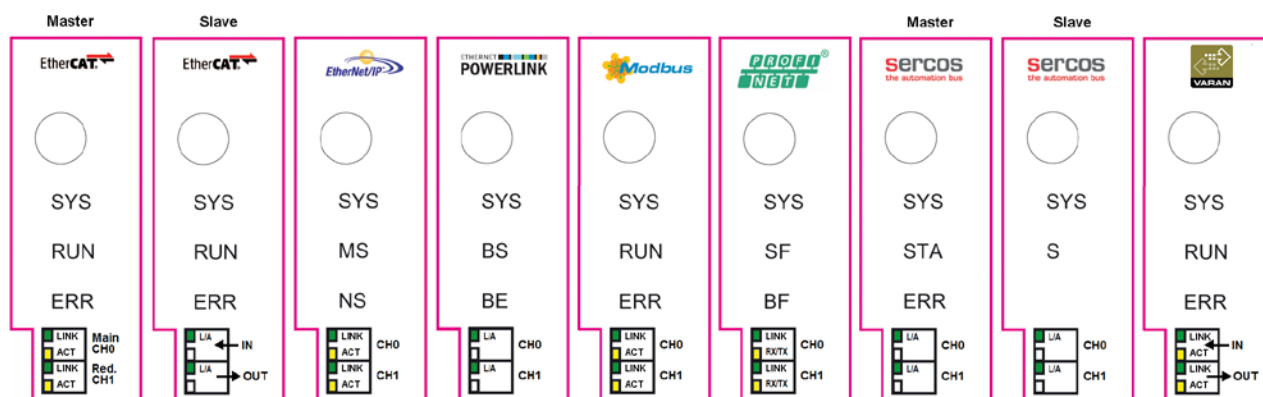 Master Slave Master Slave
EtherCAT. EtherCAT. EtherNet/IP ETHERNET POWERLINK Modbus PROFI NET ® sercos the automation bus sercos the automation bus VARAN
SYS SYS SYS SYS SYS SYS SYS SYS SYS
RUN RUN MS BS RUN SF STA S RUN
ERR ERR NS BE ERR BF ERR ERR
LINK Main L/A IN LINK L/A LINK LINK L/A L/A LINK IN
ACT CH0 ACT CH0 CH0 ACT CH0 RX/TX CH0 CH0 CH0 ACT
LINK Red. L/A OUT LINK L/A LINK LINK L/A L/A LINK OUT
ACT CH1 ACT CH1 CH1 ACT CH1 RX/TX CH1 CH1 CH1 ACT